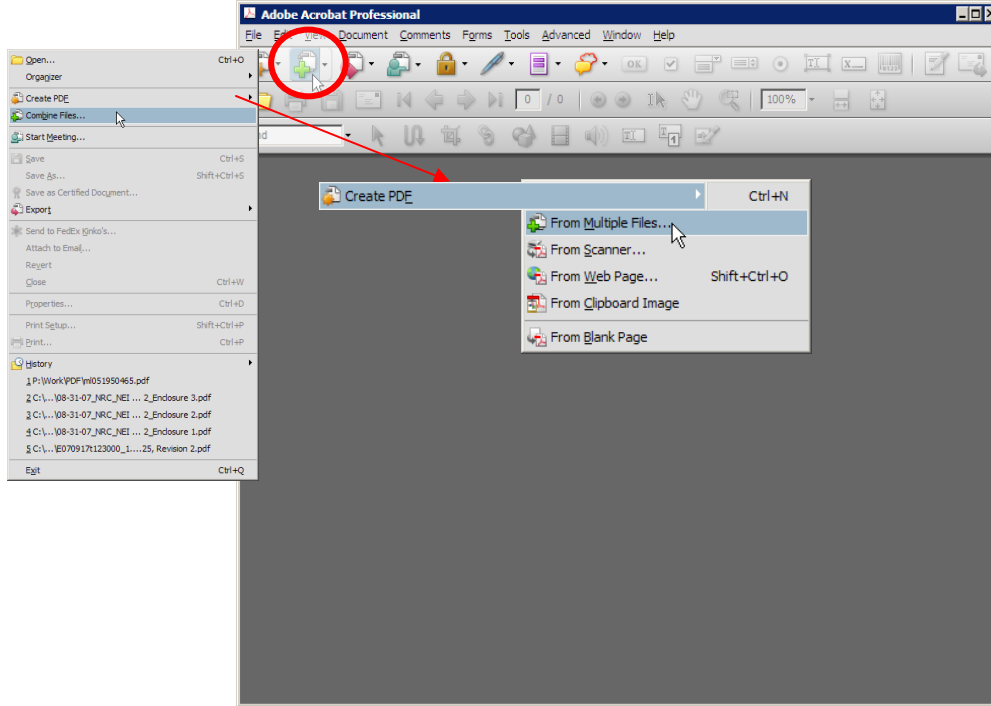 Adobe Acrobat Professional
File Edit View Document Comments Forms Tools Advanced Window Help
OK
0 / 0 100%
Open... Ctrl+O
Organizer
Create PDF
Combine Files...
Start Meeting...
Save Ctrl+S
Save As... Shift+Ctrl+S
Save as Certified Document...
Export
Send to FedEx Kinko's...
Attach to Email...
Revert
Close Ctrl+W
Properties... Ctrl+D
Print Setup... Shift+Ctrl+P
Print... Ctrl+P
History
1 P:\Work\PDF\ml051950465.pdf
2 C:\...\08-31-07_NRC_NEI ... 2_Enclosure 3.pdf
3 C:\...\08-31-07_NRC_NEI ... 2_Enclosure 2.pdf
4 C:\...\08-31-07_NRC_NEI ... 2_Enclosure 1.pdf
5 C:\...\E070917t123000_1....25, Revision 2.pdf
Exit Ctrl+Q
Create PDF Ctrl+N
From Multiple Files...
From Scanner...
From Web Page... Shift+Ctrl+O
From Clipboard Image
From Blank Page